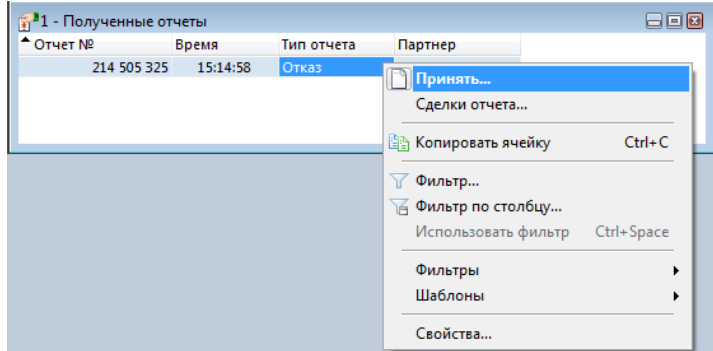 1 - Полученные отчеты
Отчет № Время Тип отчета Партнер
214 505 325 15:14:58 Отказ
Принять...
Сделки отчета...
Копировать ячейку Ctrl+C
Фильтр...
Фильтр по столбцу...
Использовать фильтр Ctrl+Space
Фильтры
Шаблоны
Свойства...